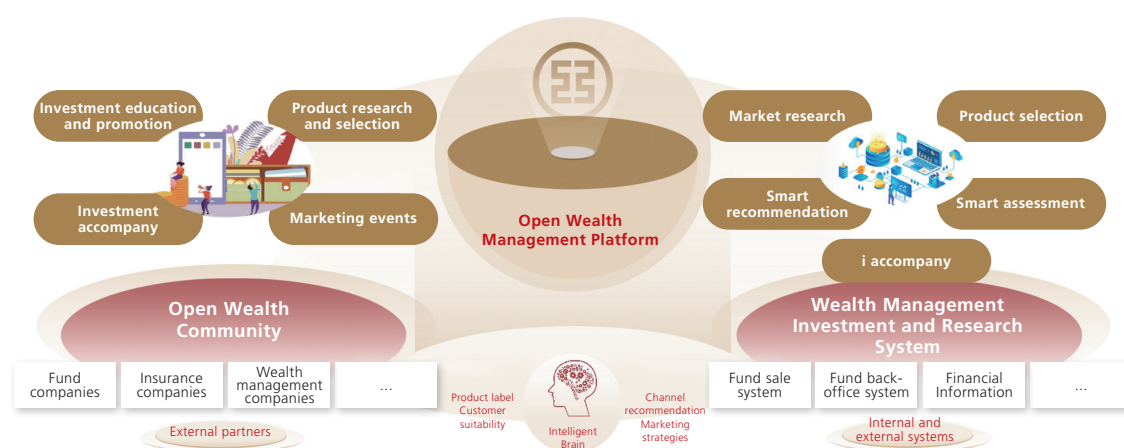 Investment education
and promotion
Product research
and selection
Investment
accompany
Marketing events
Open Wealth
Management Platform
Market research
Product selection
Smart
recommendation
Smart assessment
i accompany
Open Wealth
Community
Wealth Management
Investment and Research
System
Fund
companies
Insurance
companies
Wealth
management
companies
...
External partners
Product label
Customer
suitability
Intelligent
Brain
Channel
recommendation
Marketing
strategies
Fund sale
system
Fund back-
office system
Financial
Information
...
Internal and
external systems